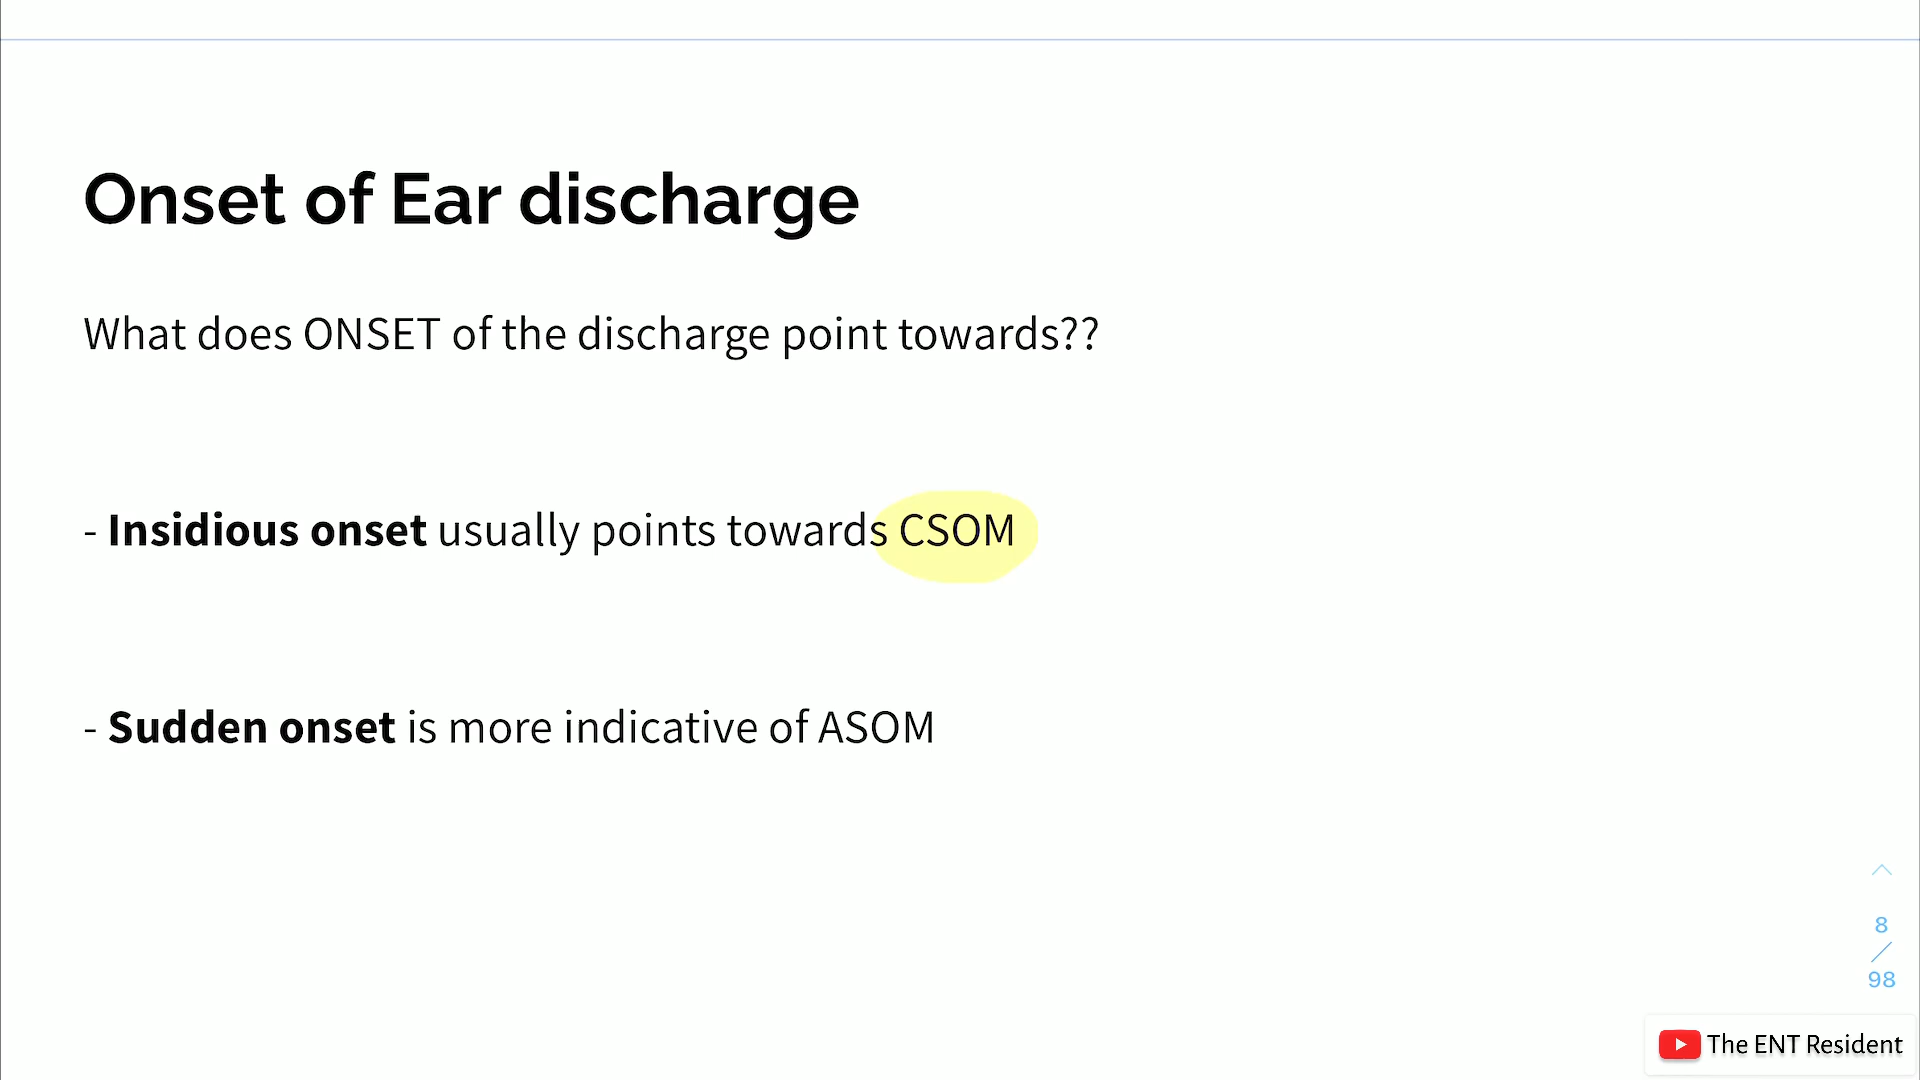 Onset of Ear discharge
What does ONSET of the discharge point towards??
- Insidious onset usually points towards CSOM
- Sudden onset is more indicative of ASOM
8
/
98
The ENT Resident